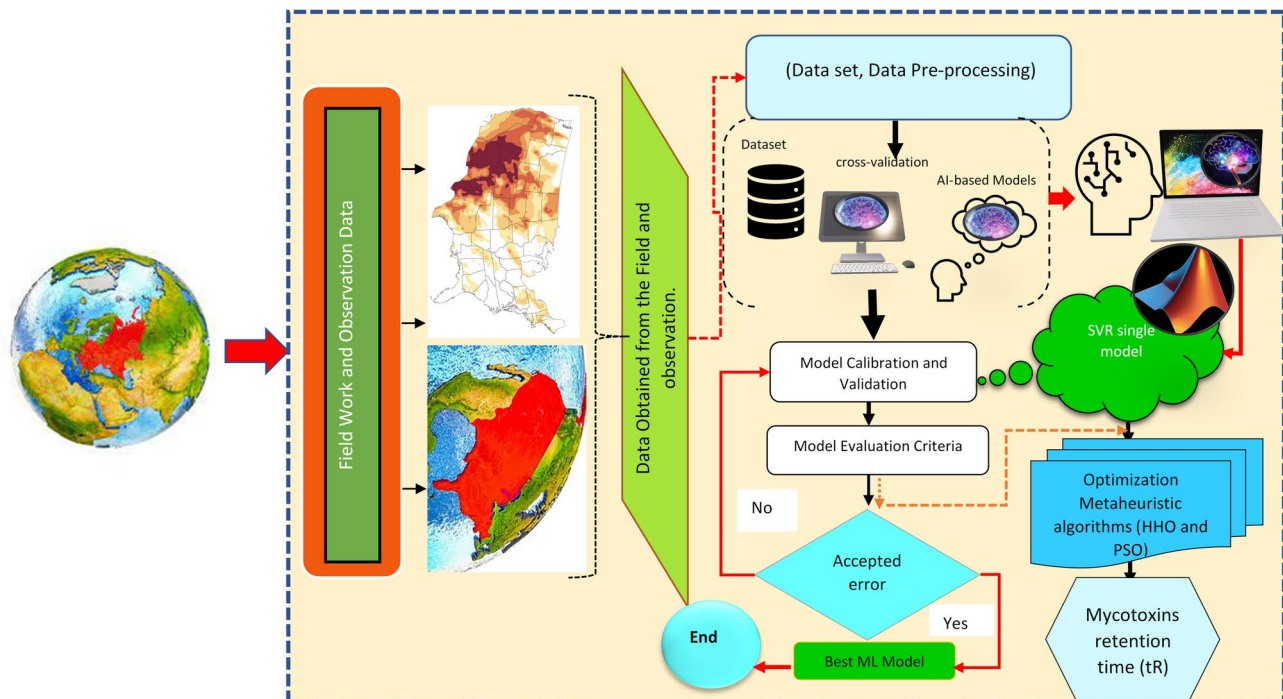 Field Work and Observation Data
Data Obtained from the Field and
observation.
(Data set, Data Pre-processing)
Dataset
cross-validation
AI-based Models
SVR single
model
Model Calibration and
Validation
Model Evaluation Criteria
No
Accepted
error
Yes
Best ML Model
End
Optimization
Metaheuristic
algorithms (HHO and
PSO)
Mycotoxins
retention
time (tR)